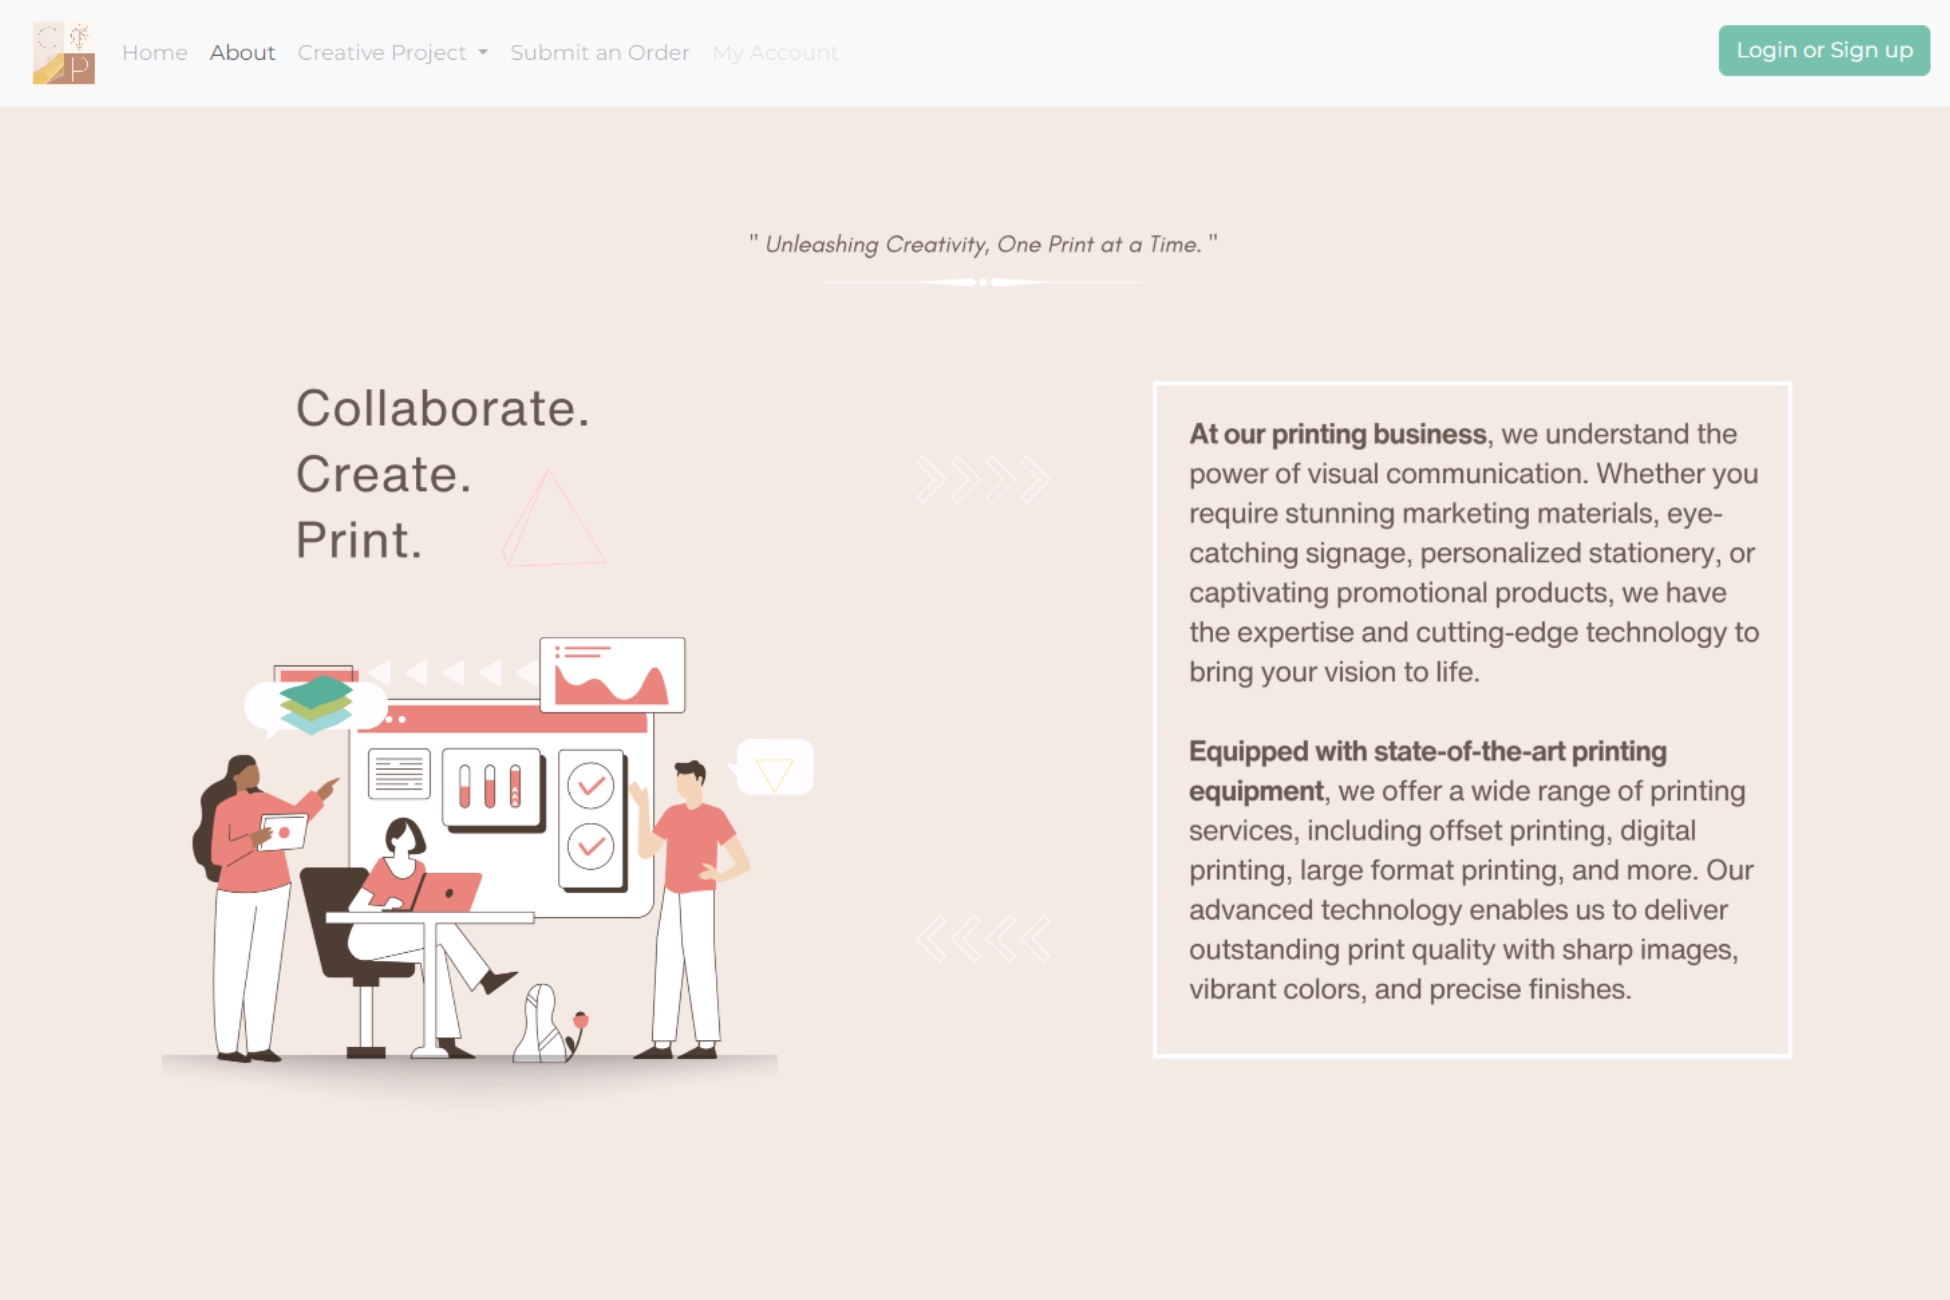 C
P
Home About Creative Project Submit an Order My Account
Login or Sign up
" Unleashing Creativity, One Print at a Time. "
Collaborate.
Create.
Print.
At our printing business, we understand the
power of visual communication. Whether you
require stunning marketing materials, eye-
catching signage, personalized stationery, or
captivating promotional products, we have
the expertise and cutting-edge technology to
bring your vision to life.
Equipped with state-of-the-art printing
equipment, we offer a wide range of printing
services, including offset printing, digital
printing, large format printing, and more. Our
advanced technology enables us to deliver
outstanding print quality with sharp images,
vibrant colors, and precise finishes.